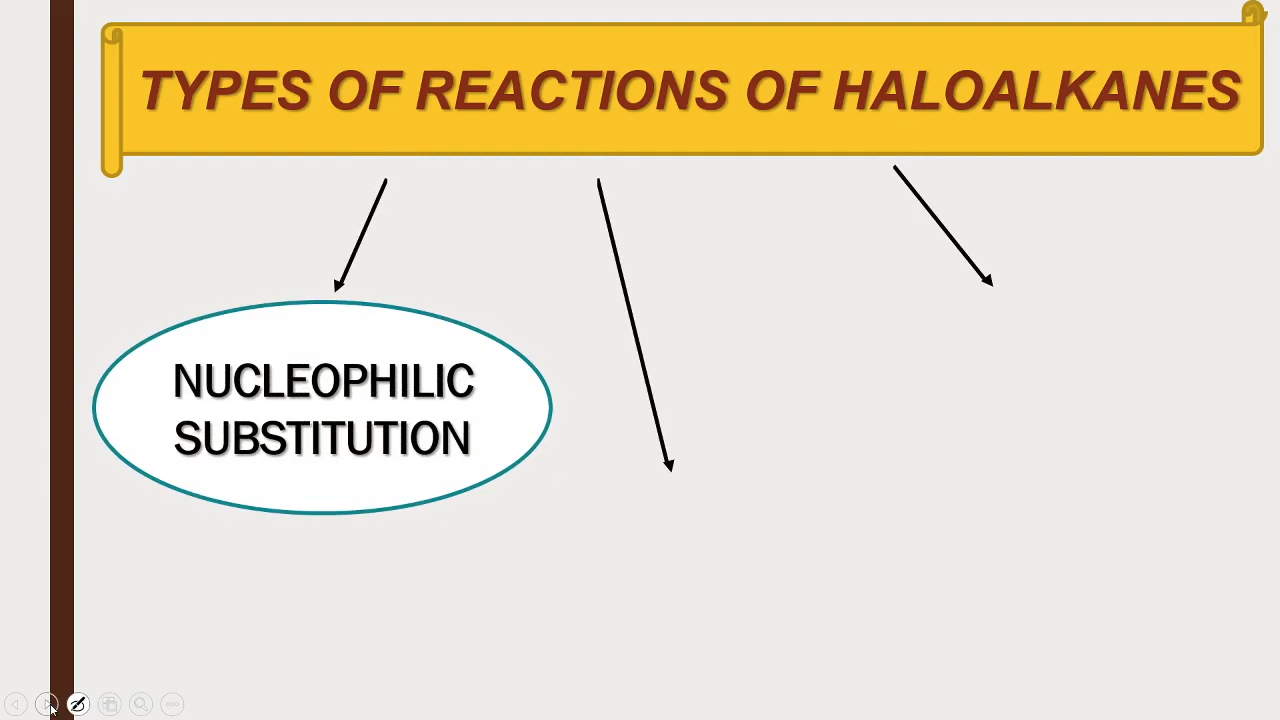 TYPES OF REACTIONS OF HALOALKANES
NUCLEOPHILIC
SUBSTITUTION